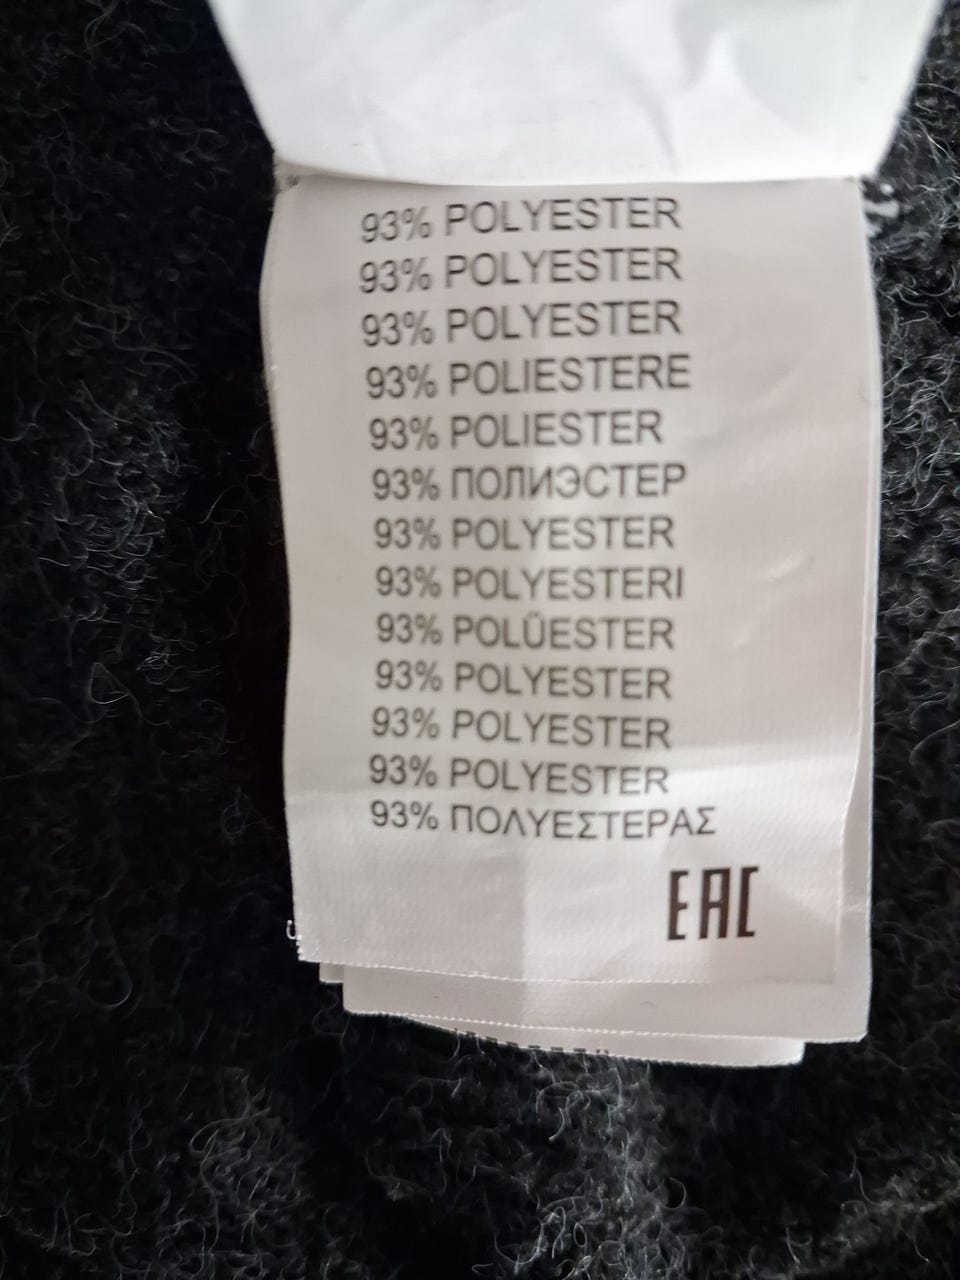 93% POLYESTER
93% POLYESTER
93% POLYESTER
93% POLIESTERE
93% POLIESTER
93% ПОЛИЭСТЕР
93% POLYESTER
93% POLYESTERI
93% POLÜESTER
93% POLYESTER
93% POLYESTER
93% POLYESTER
93% ΠΟΛΥΕΣΤΕΡΑΣ
EAC